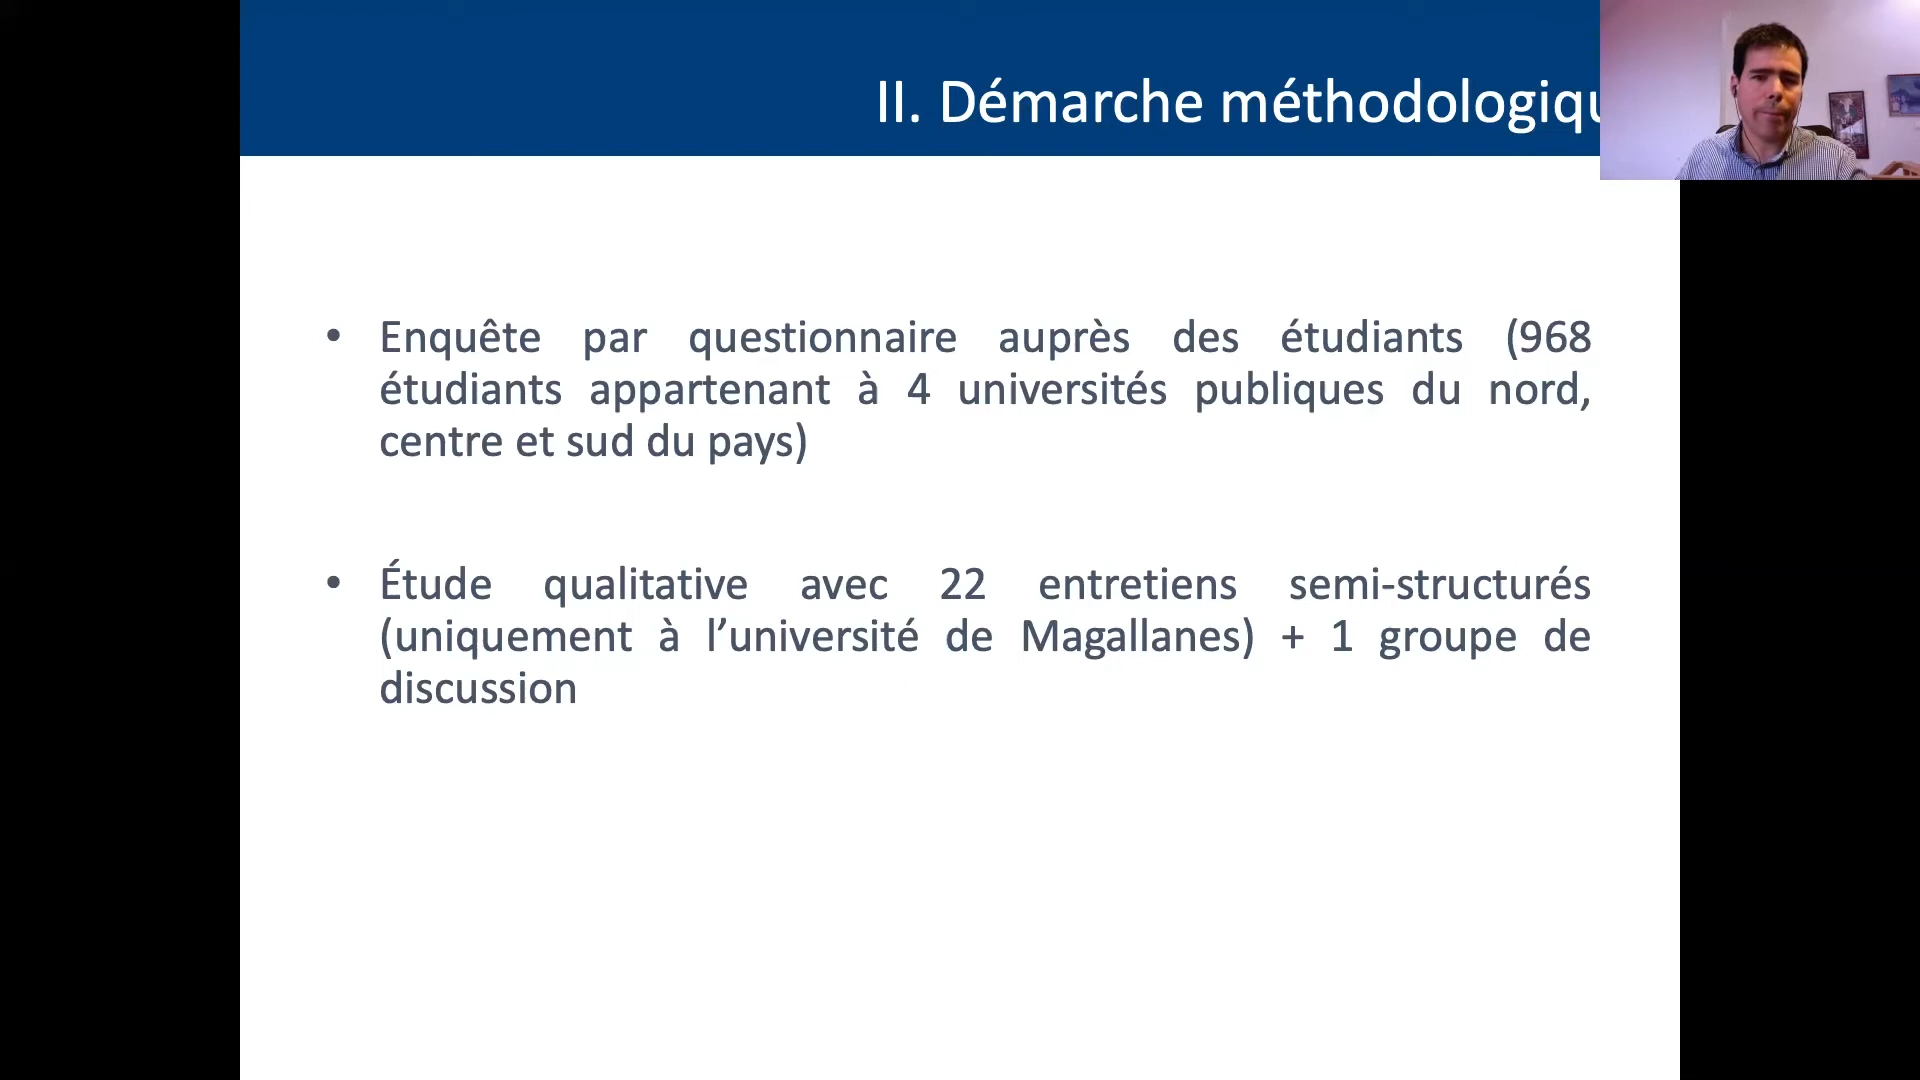 II. Démarche méthodologiqu
• Enquête par questionnaire auprès des étudiants (968
étudiants appartenant à 4 universités publiques du nord,
centre et sud du pays)
• Étude qualitative avec 22 entretiens semi-structurés
(uniquement à l’université de Magallanes) + 1 groupe de
discussion